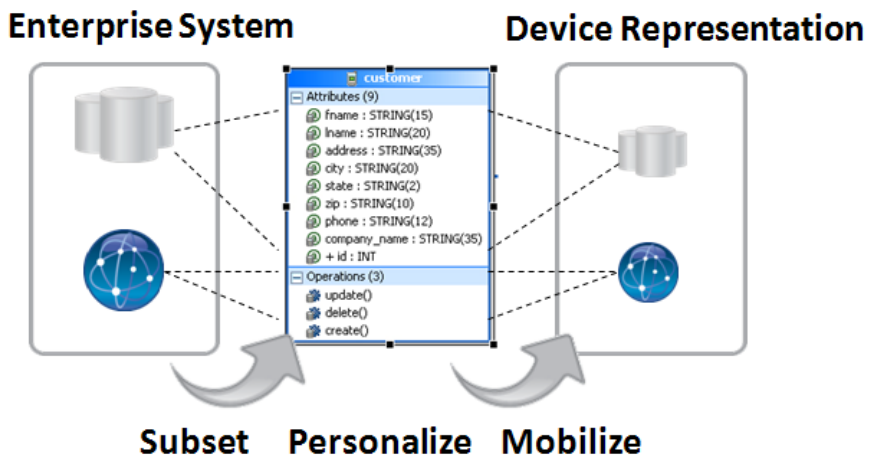 Enterprise System
Device Representation
customer
Attributes (9)
fname : STRING(15)
lname : STRING(20)
address : STRING(35)
city : STRING(20)
state : STRING(2)
zip : STRING(10)
phone : STRING(12)
company_name : STRING(35)
+ id : INT
Operations (3)
update()
delete()
create()
Subset Personalize Mobilize